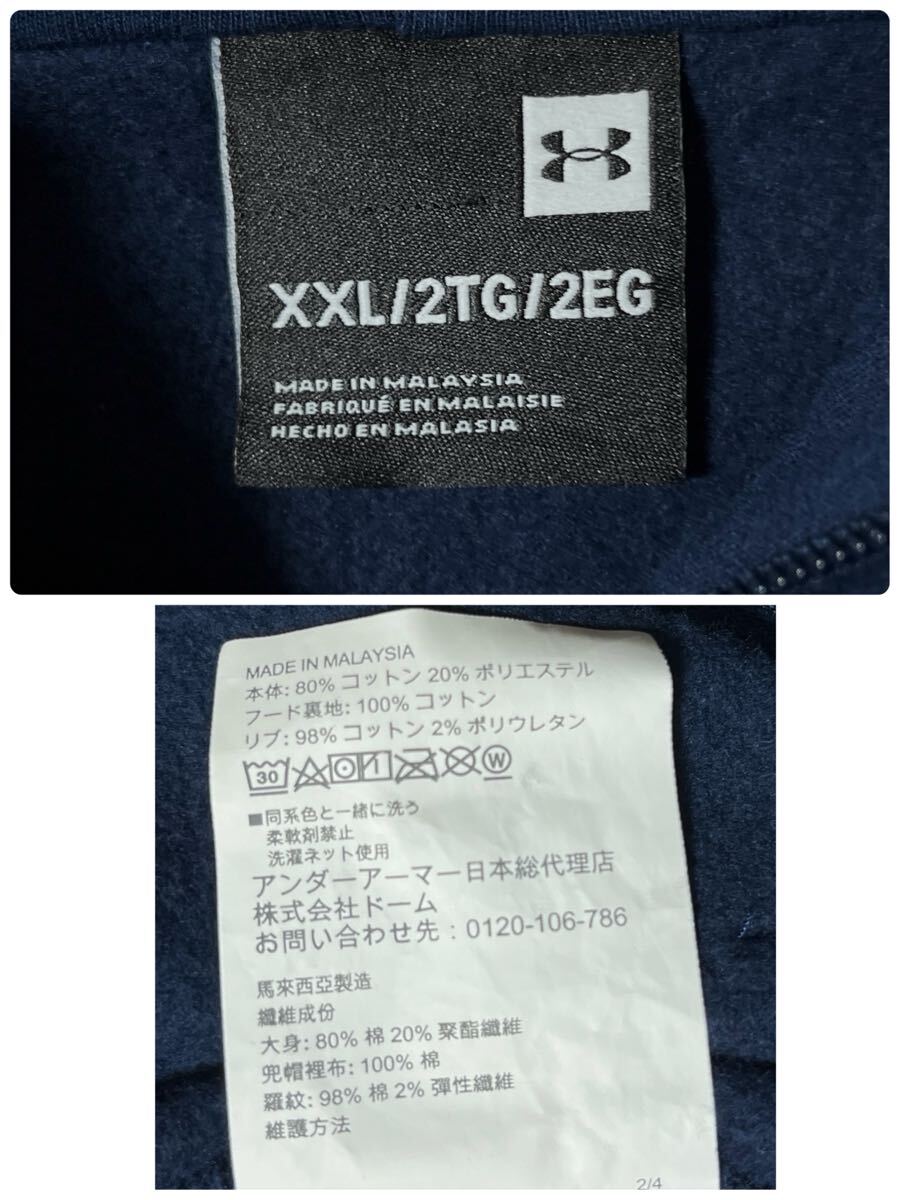 XXL/2TG/2EG
MADE IN MALAYSIA
FABRIQUÉ EN MALAISIE
HECHO EN MALASIA
MADE IN MALAYSIA
本体: 80% コットン 20% ポリエステル
フード裏地: 100% コットン
リブ: 98% コットン 2% ポリウレタン
30 1 W
■同系色と一緒に洗う
柔軟剤禁止
洗濯ネット使用
アンダーアーマー日本総代理店
株式会社ドーム
お問い合わせ先 : 0120-106-786
馬來西亞製造
纖維成份
大身: 80% 棉 20% 聚酯纖維
兜帽裡布: 100% 棉
羅紋: 98% 棉 2% 彈性纖維
維護方法
2/4